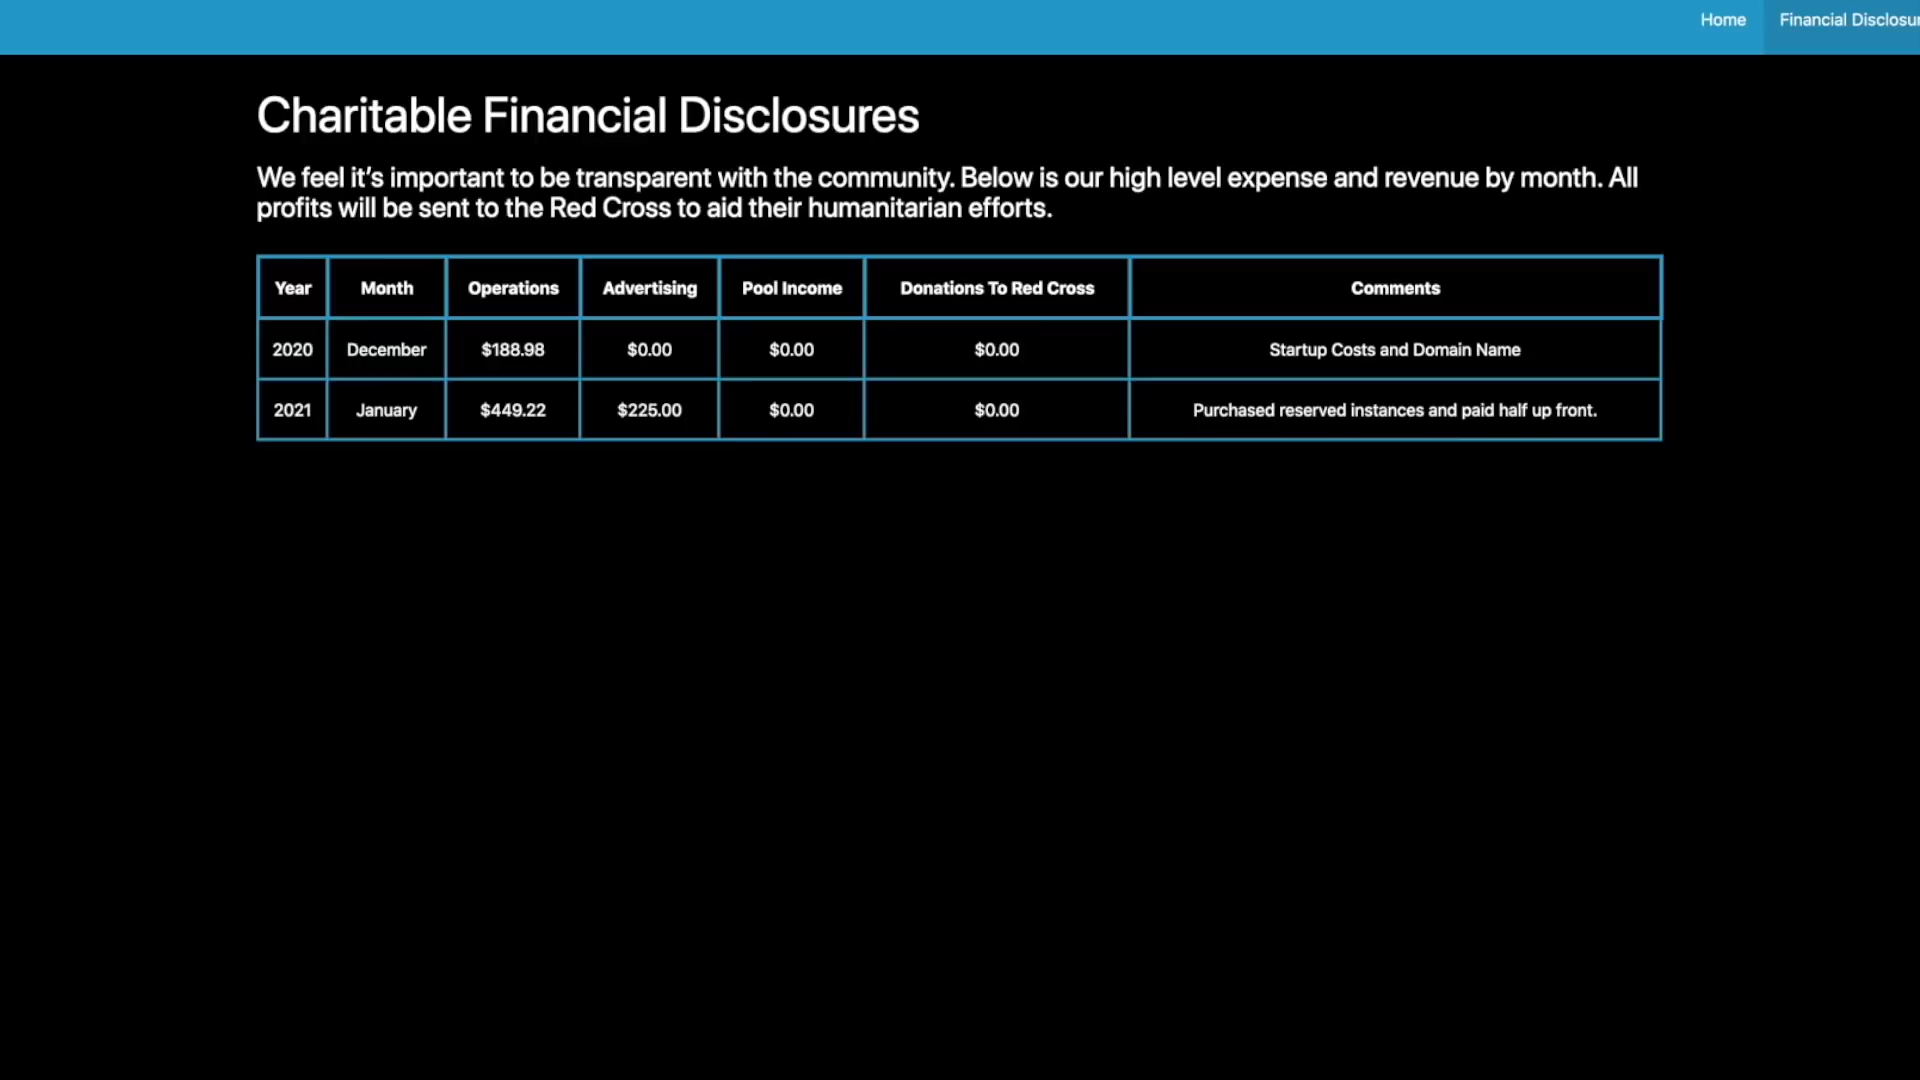 Home Financial Disclosur
Charitable Financial Disclosures
We feel it's important to be transparent with the community. Below is our high level expense and revenue by month. All
profits will be sent to the Red Cross to aid their humanitarian efforts.
Year Month Operations Advertising Pool Income Donations To Red Cross Comments
2020 December $188.98 $0.00 $0.00 $0.00 Startup Costs and Domain Name
2021 January $449.22 $225.00 $0.00 $0.00 Purchased reserved instances and paid half up front.